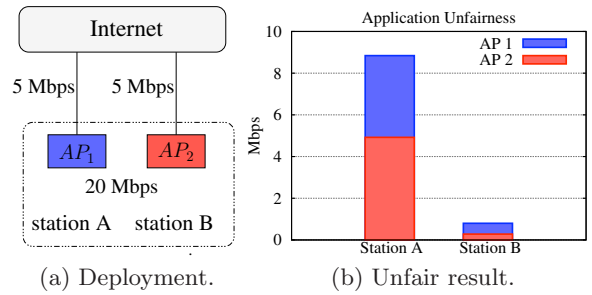 Internet
5 Mbps 5 Mbps
AP1 AP2
20 Mbps
station A station B
(a) Deployment.
Application Unfairness
AP 1
AP 2
Mbps
10
8
6
4
2
0
Station A Station B
(b) Unfair result.